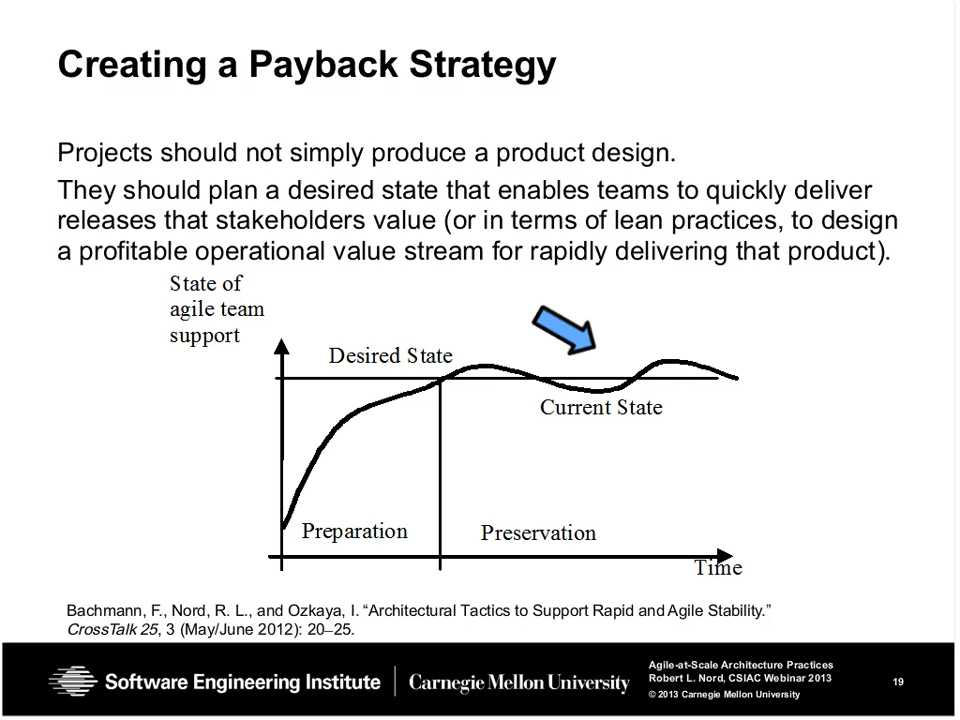 Creating a Payback Strategy
Projects should not simply produce a product design.
They should plan a desired state that enables teams to quickly deliver
releases that stakeholders value (or in terms of lean practices, to design
a profitable operational value stream for rapidly delivering that product).
State of
agile team
support
Desired State
Current State
Preparation
Preservation
Time
Bachmann, F., Nord, R. L., and Ozkaya, I. “Architectural Tactics to Support Rapid and Agile Stability.”
CrossTalk 25, 3 (May/June 2012): 20–25.
Software Engineering Institute
Carnegie Mellon University
Agile-at-Scale Architecture Practices
Robert L. Nord, CSIAC Webinar 2013
© 2013 Carnegie Mellon University
19